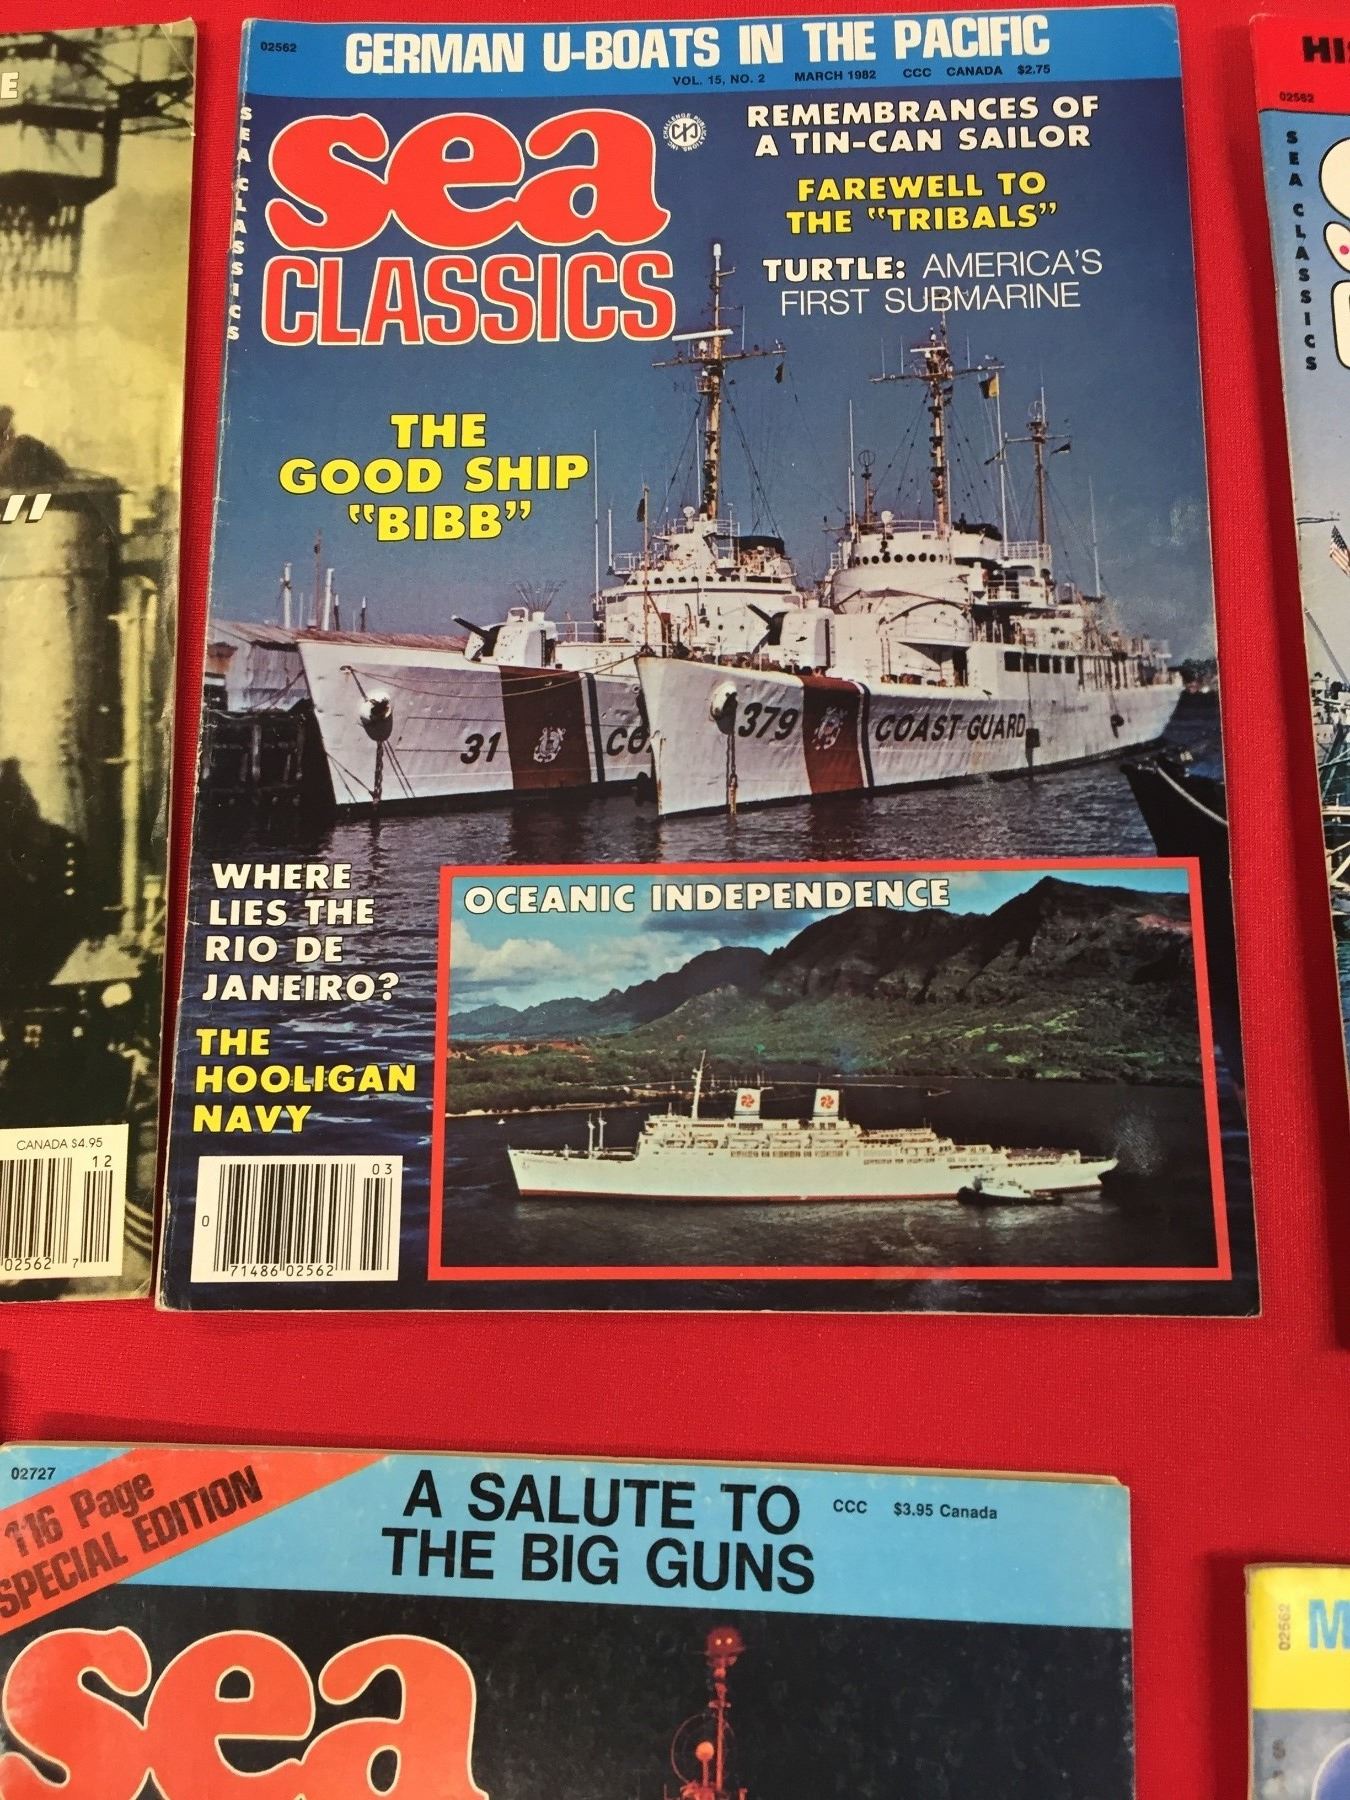 E
"
CANADA $4.95
12
02562
7
02562
GERMAN U-BOATS IN THE PACIFIC
VOL. 15, NO. 2 MARCH 1982 CCC CANADA $2.75
SEA CLASSICS
sea
CLASSICS
CHALLENGE PUBLICATIONS, INC.
REMEMBRANCES OF
A TIN-CAN SAILOR
FAREWELL TO
THE "TRIBALS"
TURTLE: AMERICA'S
FIRST SUBMARINE
THE
GOOD SHIP
"BIBB"
31
379 COAST GUARD
WHERE
LIES THE
RIO DE
JANEIRO?
THE
HOOLIGAN
NAVY
OCEANIC INDEPENDENCE
03
0
71486 02562
02562
SEA CLASSICS
02727
116 Page
SPECIAL EDITION
A SALUTE TO
THE BIG GUNS
CCC $3.95 Canada
sea
02562
M